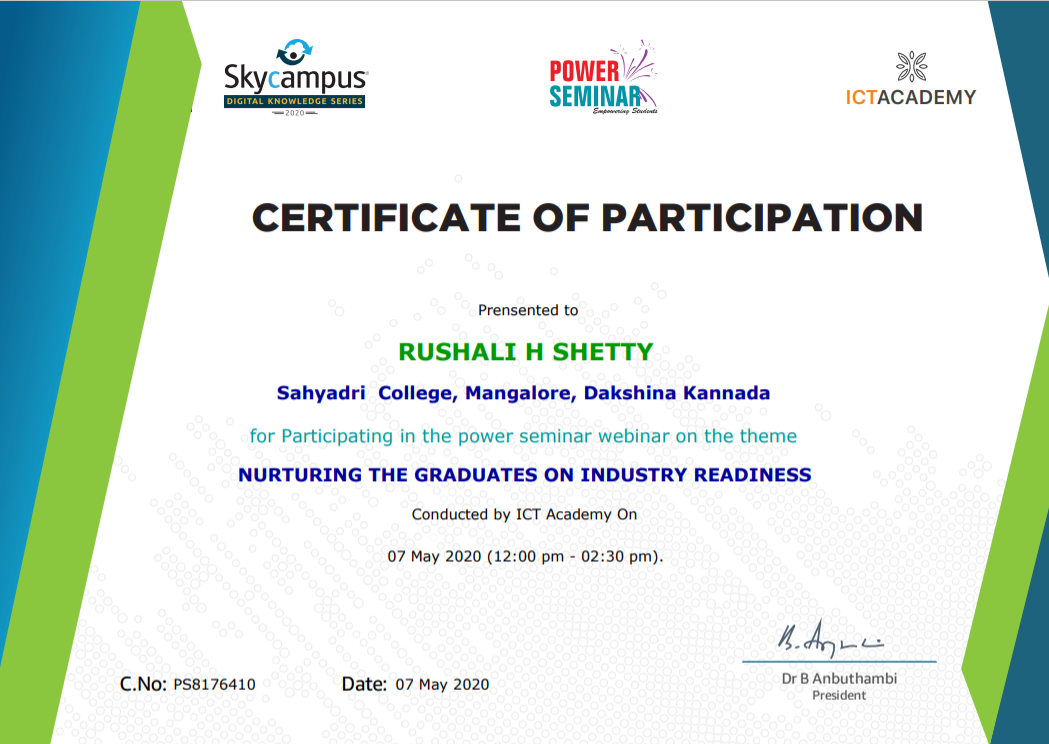 Skycampus
DIGITAL KNOWLEDGE SERIES
2020
POWER
SEMINAR
Empowering Students
ICTACADEMY
CERTIFICATE OF PARTICIPATION
Prensented to
RUSHALI H SHETTY
Sahyadri College, Mangalore, Dakshina Kannada
for Participating in the power seminar webinar on the theme
NURTURING THE GRADUATES ON INDUSTRY READINESS
Conducted by ICT Academy On
07 May 2020 (12:00 pm - 02:30 pm).
C.No: PS8176410 Date: 07 May 2020
Dr B Anbuthambi
President